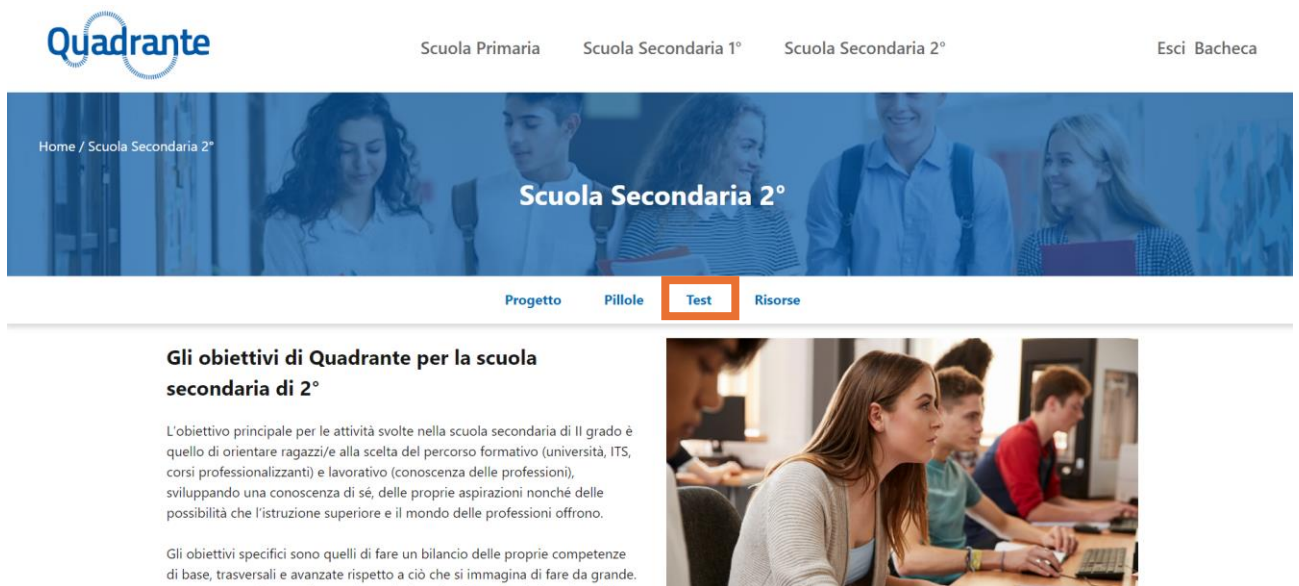 Quadrante
Scuola Primaria Scuola Secondaria 1° Scuola Secondaria 2° Esci Bacheca
Home / Scuola Secondaria 2°
Scuola Secondaria 2°
Progetto Pillole Test Risorse
Gli obiettivi di Quadrante per la scuola
secondaria di 2°
L'obiettivo principale per le attività svolte nella scuola secondaria di II grado è
quello di orientare ragazzi/e alla scelta del percorso formativo (università, ITS,
corsi professionalizzanti) e lavorativo (conoscenza delle professioni),
sviluppando una conoscenza di sé, delle proprie aspirazioni nonché delle
possibilità che l'istruzione superiore e il mondo delle professioni offrono.
Gli obiettivi specifici sono quelli di fare un bilancio delle proprie competenze
di base, trasversali e avanzate rispetto a ciò che si immagina di fare da grande.